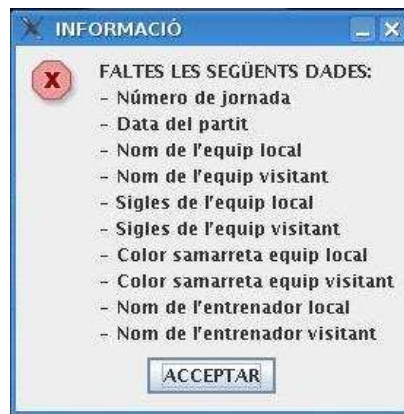 INFORMACIÓ
FALTES LES SEGÜENTS DADES:
- Número de jornada
- Data del partit
- Nom de l'equip local
- Nom de l'equip visitant
- Sigles de l'equip local
- Sigles de l'equip visitant
- Color samarreta equip local
- Color samarreta equip visitant
- Nom de l'entrenador local
- Nom de l'entrenador visitant
ACCEPTAR